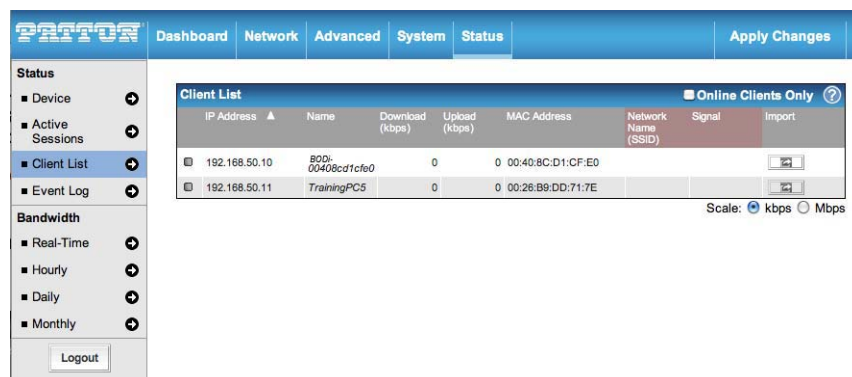 PATTON
Dashboard Network Advanced System Status Apply Changes
Status
Device
Active Sessions
Client List
Event Log
Bandwidth
Real-Time
Hourly
Daily
Monthly
Logout
Client List Online Clients Only ?
IP Address ▲ Name Download (kbps) Upload (kbps) MAC Address Network Name (SSID) Signal Import
192.168.50.10 BODi-00408cd1cfe0 0 0 00:40:8C:D1:CF:E0
192.168.50.11 TrainingPC5 0 0 00:26:B9:DD:71:7E
Scale: kbps Mbps